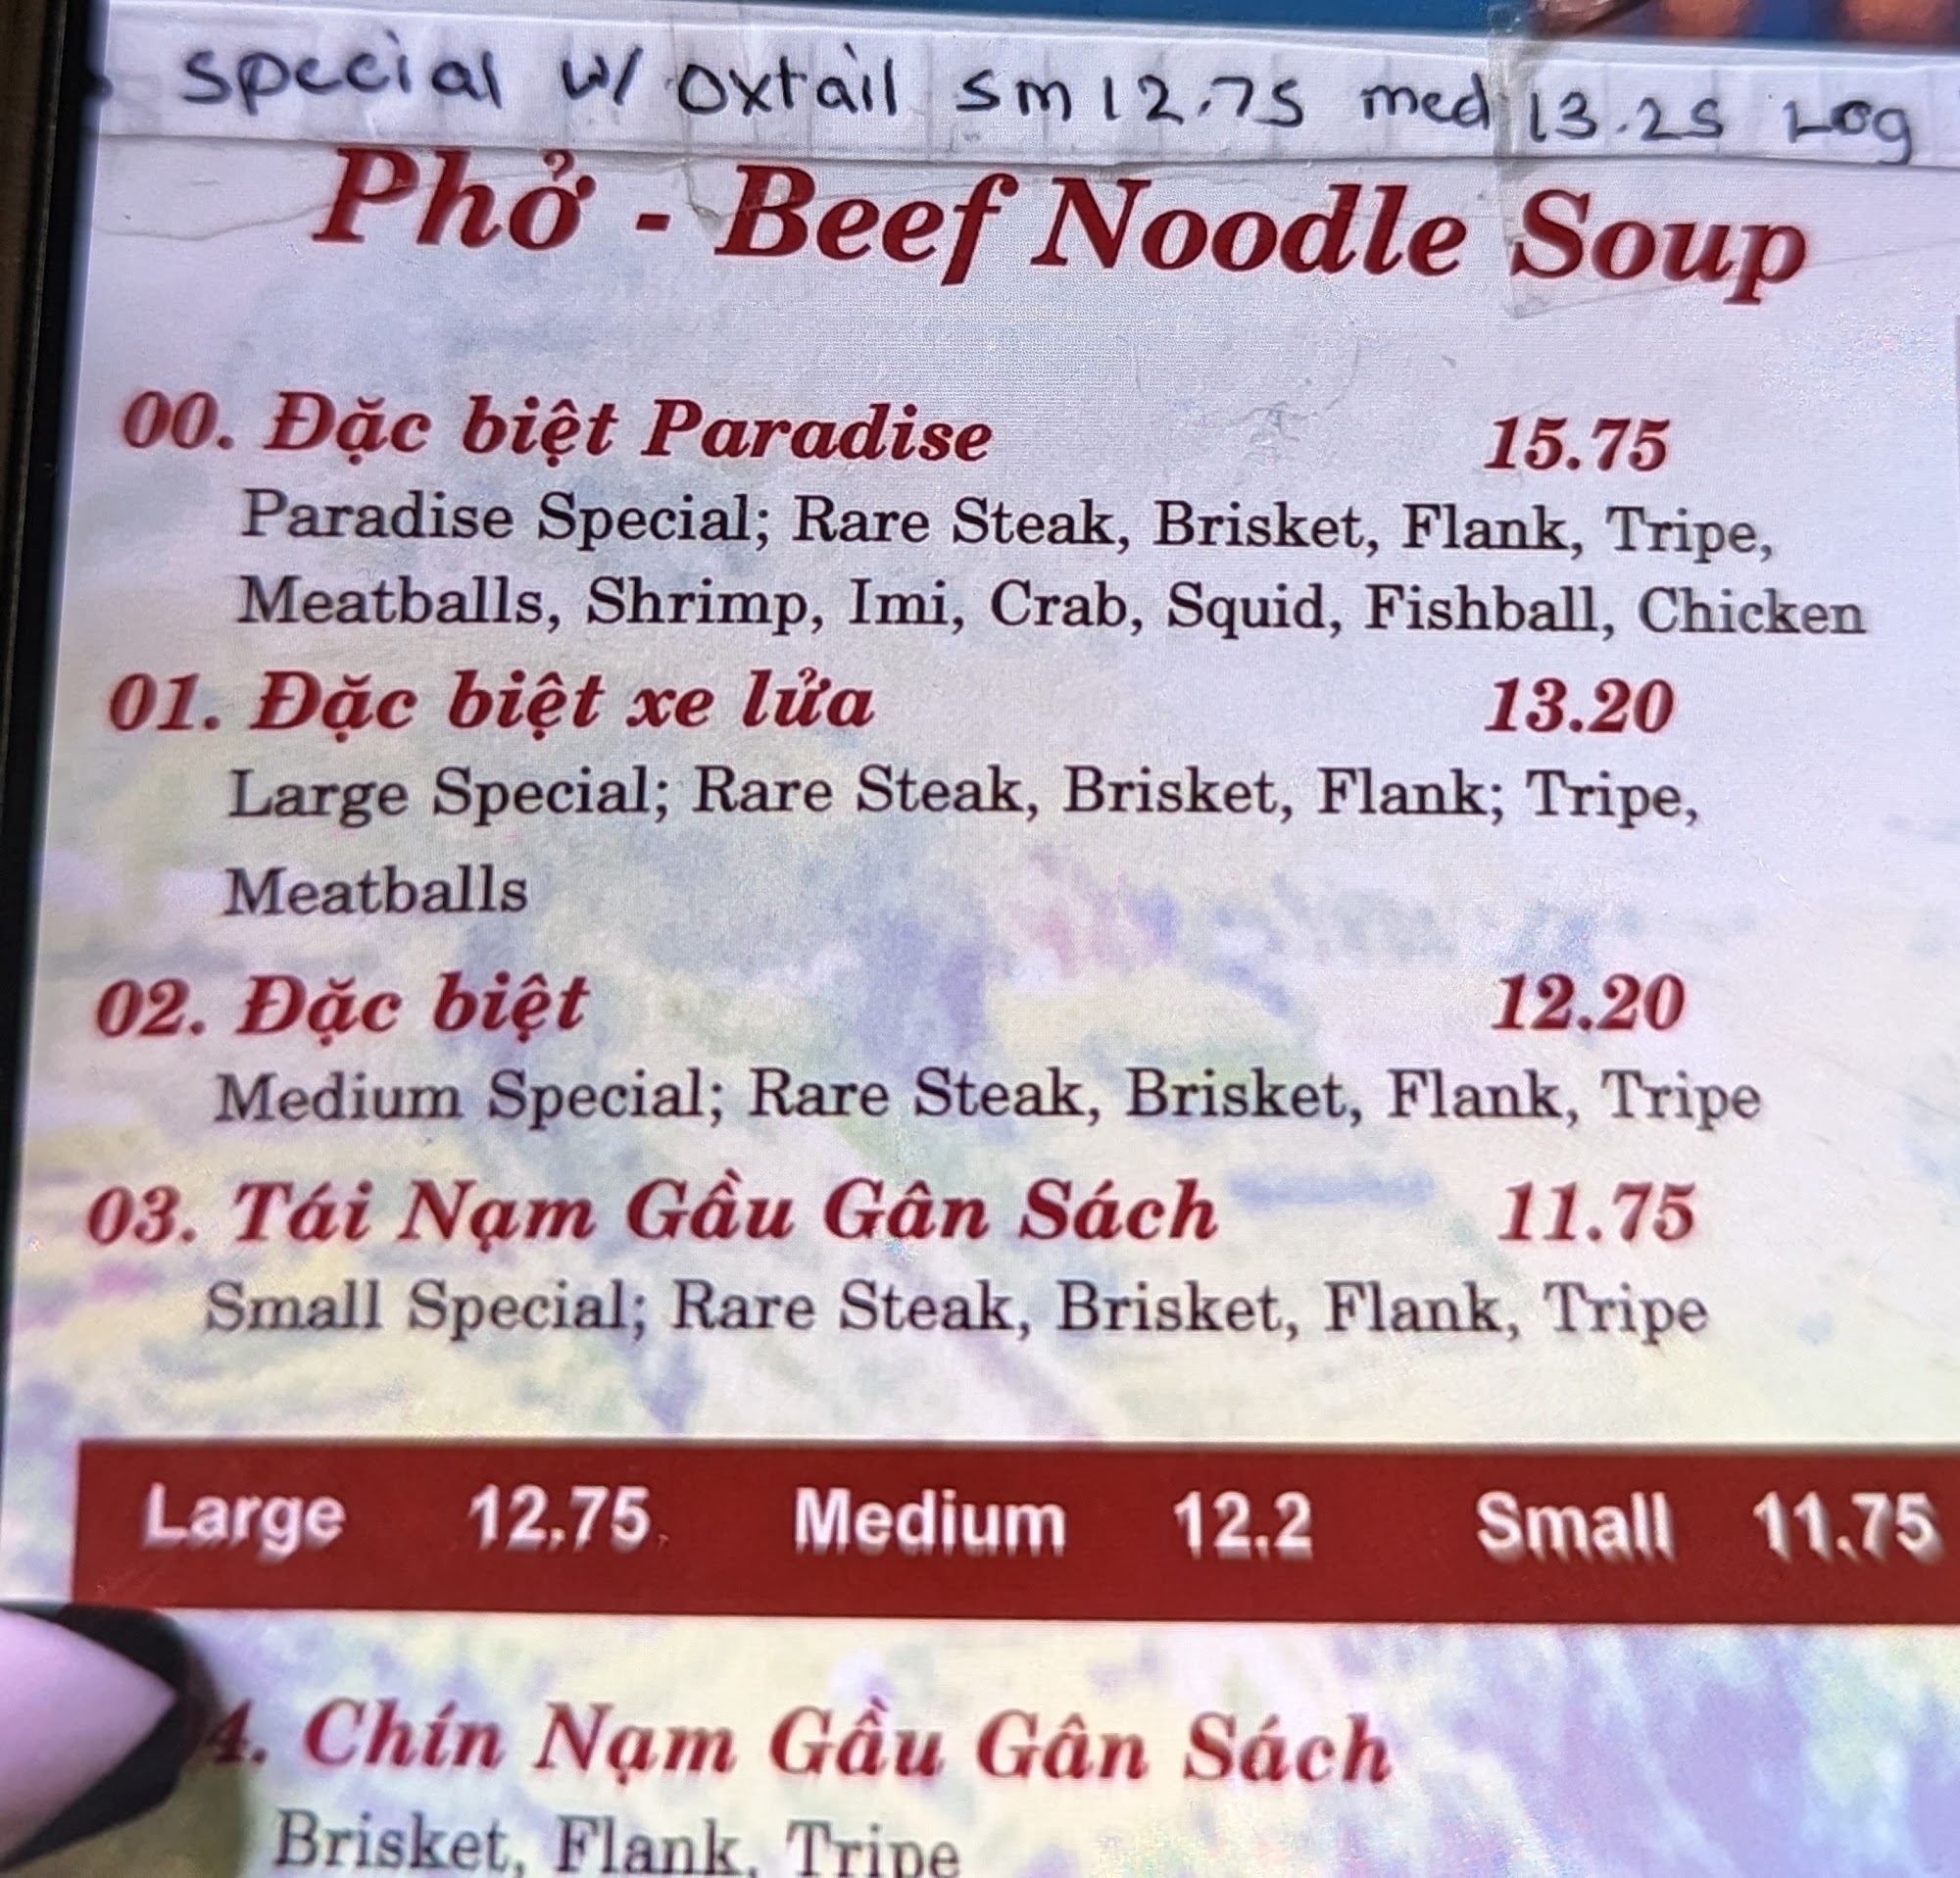 special w/ oxtail sm 12.75 med 13.25 Log
Phở - Beef Noodle Soup
00. Đặc biệt Paradise 15.75
Paradise Special; Rare Steak, Brisket, Flank, Tripe,
Meatballs, Shrimp, Imi, Crab, Squid, Fishball, Chicken
01. Đặc biệt xe lửa 13.20
Large Special; Rare Steak, Brisket, Flank; Tripe,
Meatballs
02. Đặc biệt 12.20
Medium Special; Rare Steak, Brisket, Flank, Tripe
03. Tái Nạm Gầu Gân Sách 11.75
Small Special; Rare Steak, Brisket, Flank, Tripe
Large 12.75 Medium 12.2 Small 11.75
4. Chín Nạm Gầu Gân Sách
Brisket, Flank, Tripe